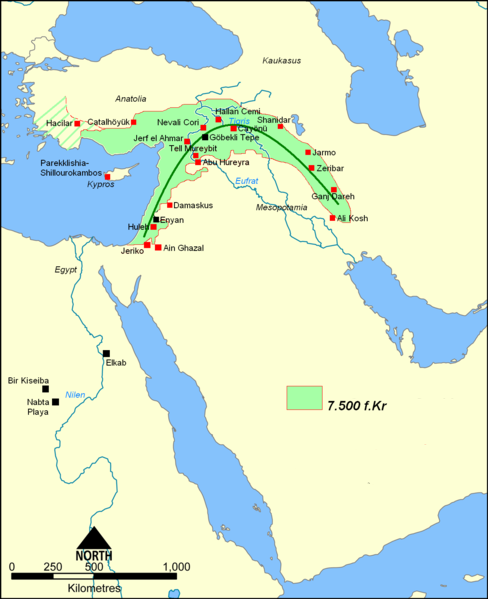 Kaukasus
Anatolia
Hacilar
Catalhöyük
Nevali Cori
Hallan Cemi
Tigris
Shanidar
Cayönü
Jerf el Ahmar
Göbekli Tepe
Tell Mureybit
Abu Hureyra
Jarmo
Zeribar
Parekklishia-
Shillourokambos
Kypros
Eufrat
Ganj Dareh
Mesopotamia
Damaskus
Ali Kosh
Enyan
Huleh
Jeriko
Ain Ghazal
Egypt
Elkab
Bir Kiseiba
Nilen
Nabta
Playa
7.500 f.Kr
NORTH
0 250 500 1,000
Kilometres